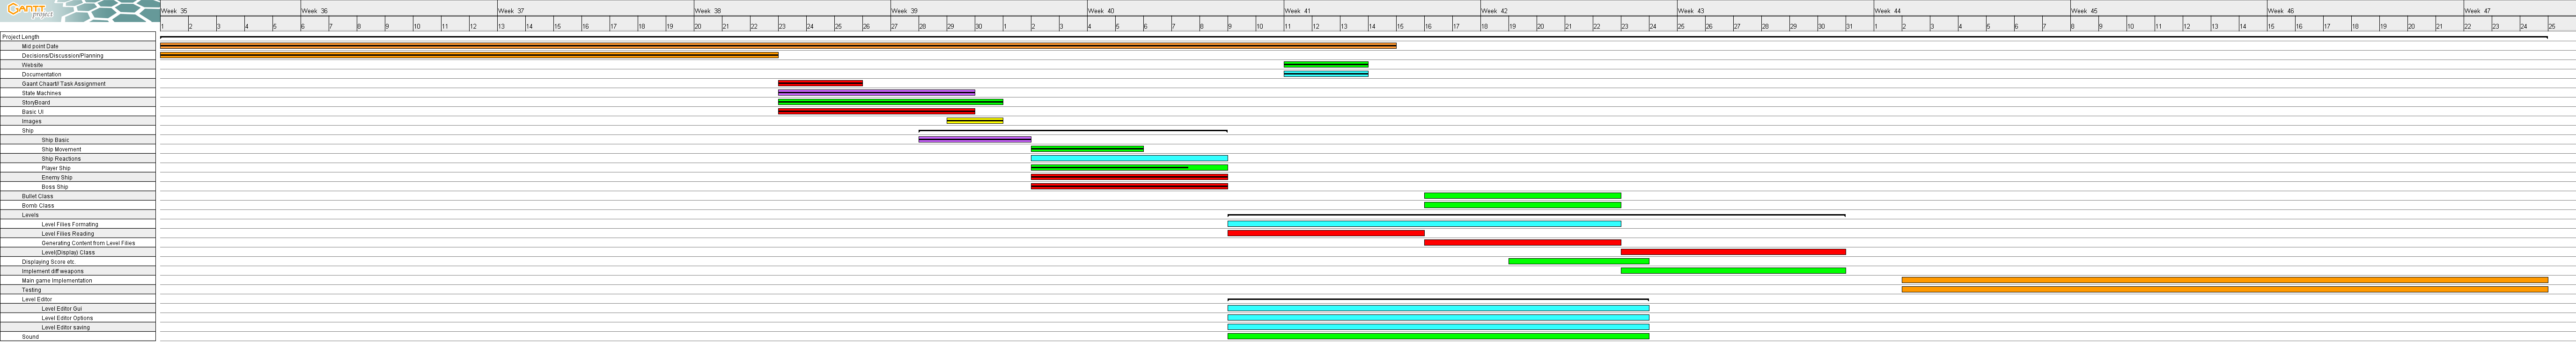 GANTT project
Week 35 Week 36 Week 37 Week 38 Week 39 Week 40 Week 41 Week 42 Week 43 Week 44 Week 45 Week 46 Week 47
1 2 3 4 5 6 7 8 9 10 11 12 13 14 15 16 17 18 19 20 21 22 23 24 25 26 27 28 29 30 1 2 3 4 5 6 7 8 9 10 11 12 13 14 15 16 17 18 19 20 21 22 23 24 25 26 27 28 29 30 31 1 2 3 4 5 6 7 8 9 10 11 12 13 14 15 16 17 18 19 20 21 22 23 24 25
Project Length
Mid point Date
Decisions/Discussion/Planning
Website
Documentation
Gaant Chaart// Task Assignment
State Machines
StoryBoard
Basic UI
Images
Ship
Ship Basic
Ship Movement
Ship Reactions
Player Ship
Enemy Ship
Boss Ship
Bullet Class
Bomb Class
Levels
Level Filies Formating
Level Filies Reading
Generating Content from Level Filies
Level(Display) Class
Displaying Score etc.
Implement diff weapons
Main game Implementation
Testing
Level Editor
Level Editor Gui
Level Editor Options
Level Editor saving
Sound